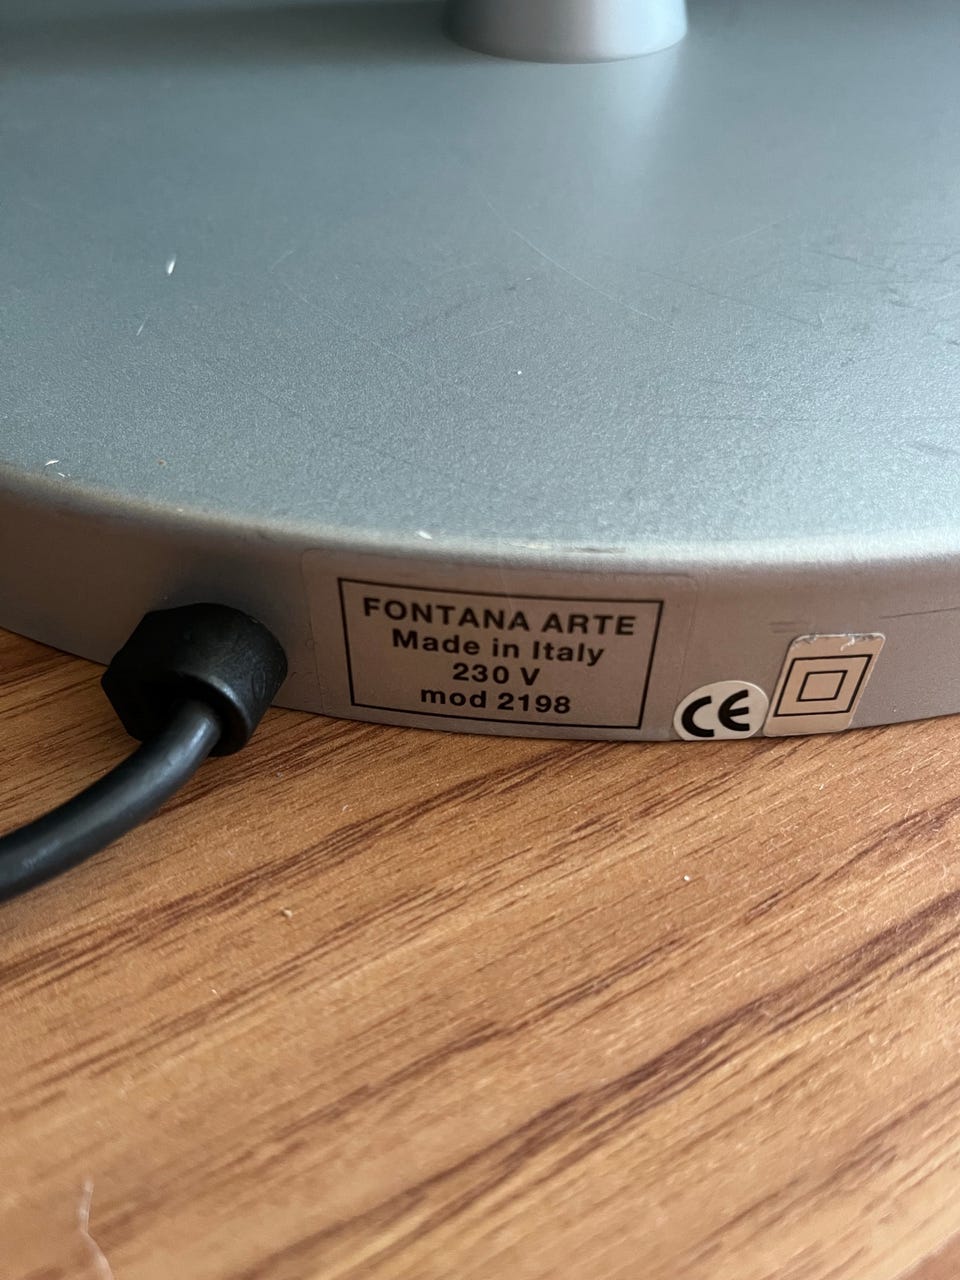 FONTANA ARTE
Made in Italy
230 V
mod 2198
CE